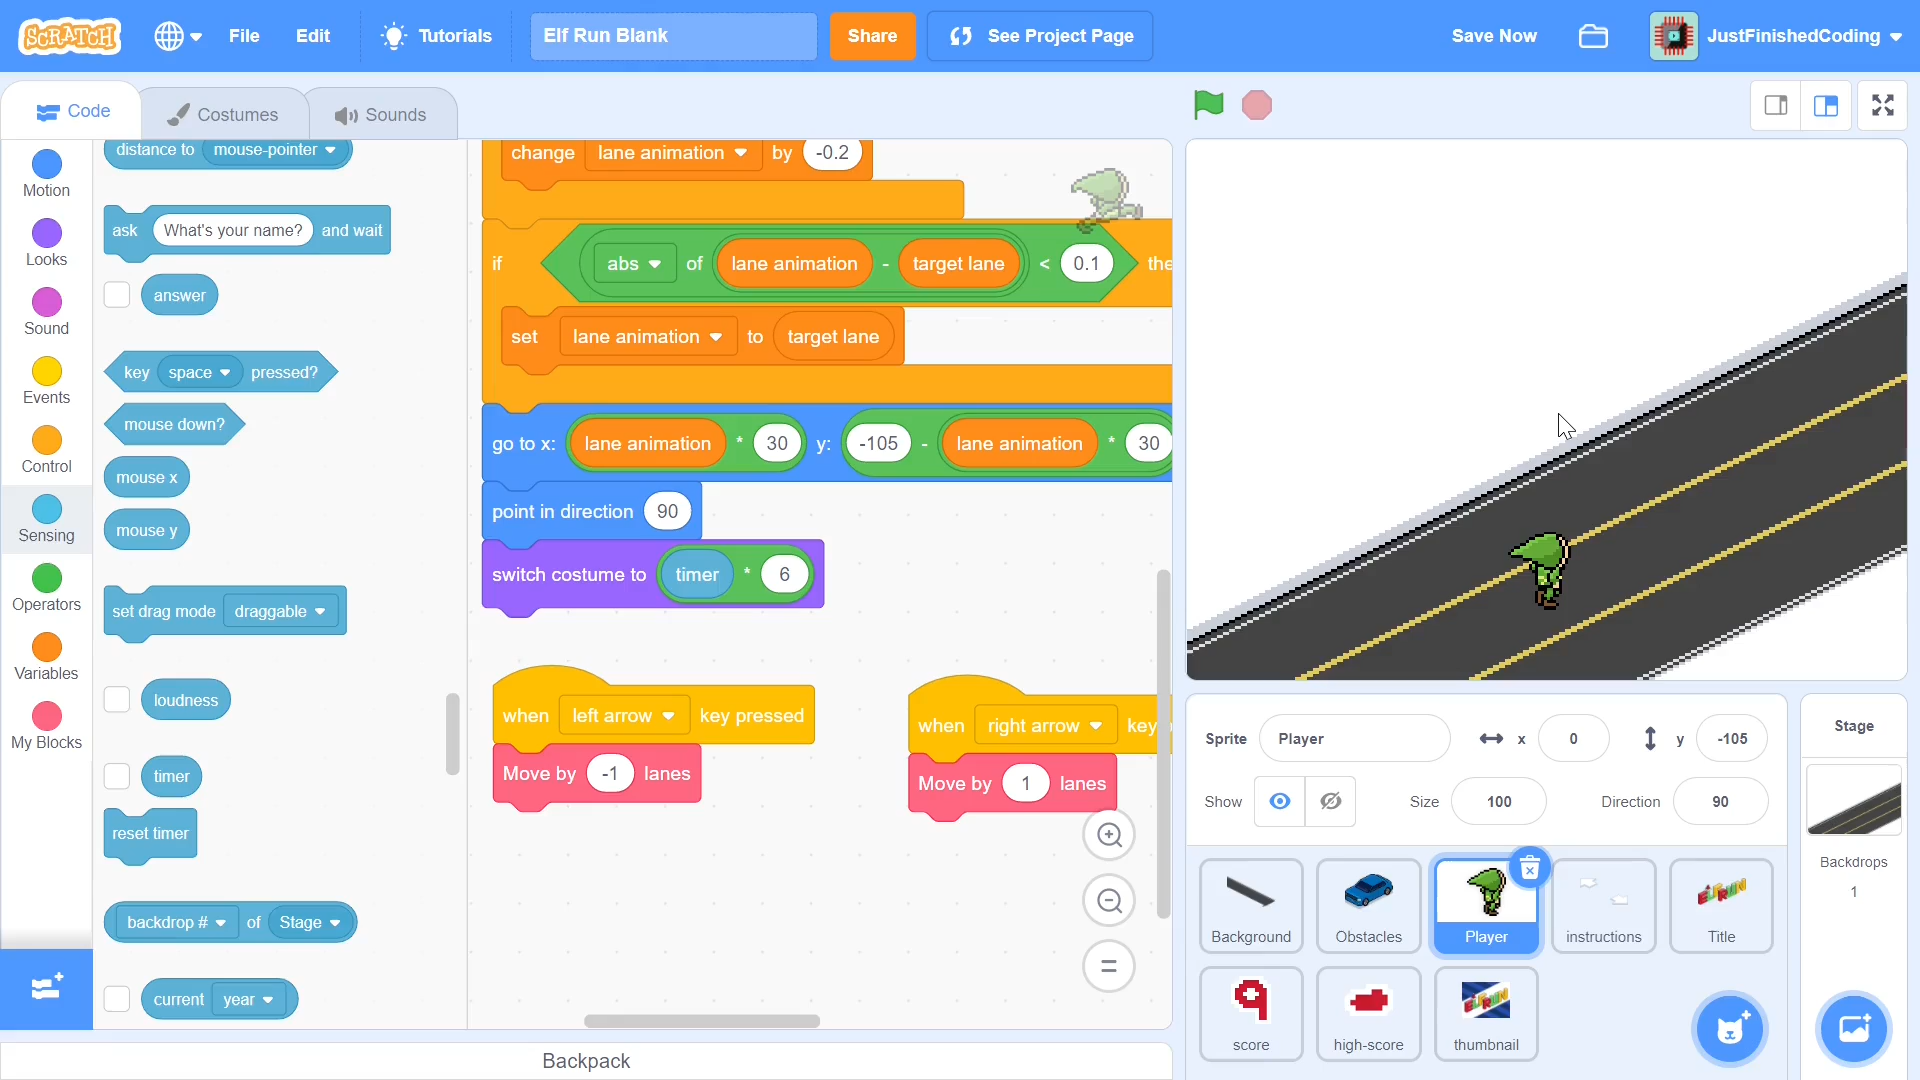 SCRATCH
File
Edit
Tutorials
Elf Run Blank
Share
See Project Page
Save Now
JustFinishedCoding
Code
Costumes
Sounds
Motion
Looks
Sound
Events
Control
Sensing
Operators
Variables
My Blocks
distance to mouse-pointer
ask What's your name? and wait
answer
key space pressed?
mouse down?
mouse x
mouse y
set drag mode draggable
loudness
timer
reset timer
backdrop # of Stage
current year
change lane animation by -0.2
if abs of lane animation - target lane < 0.1 the
set lane animation to target lane
go to x: lane animation * 30 y: -105 - lane animation * 30
point in direction 90
switch costume to timer * 6
when left arrow key pressed
Move by -1 lanes
when right arrow key
Move by 1 lanes
Backpack
Sprite Player x 0 y -105
Show Size 100 Direction 90
Background
Obstacles
Player
instructions
Title
score
high-score
thumbnail
ELF RUN
ELF RUN
Stage
Backdrops
1